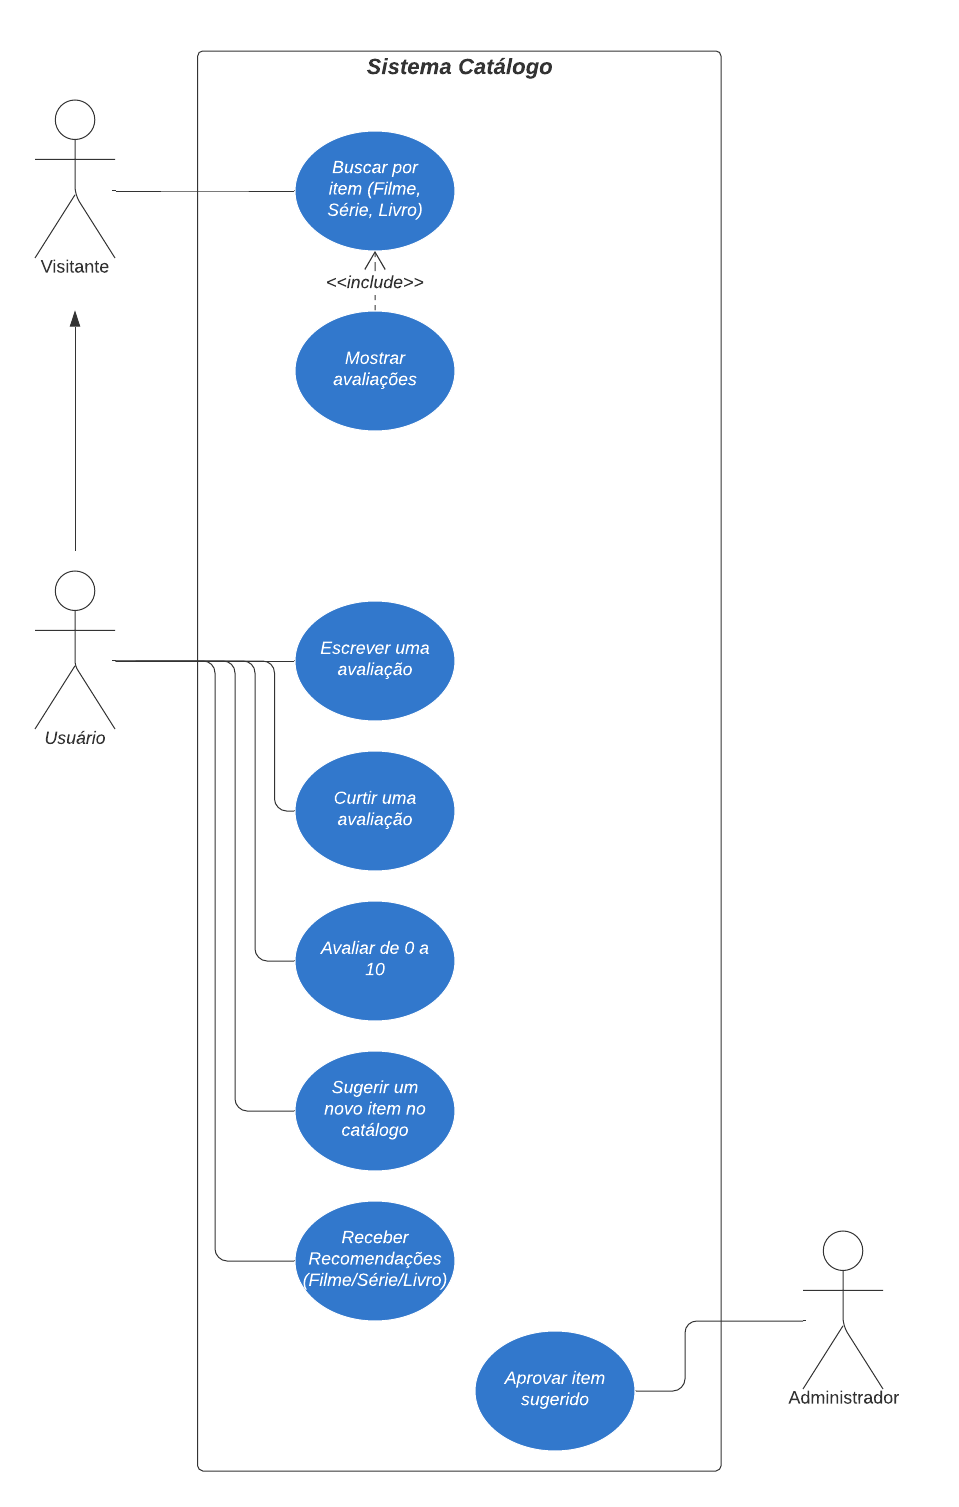 Sistema Catálogo
Buscar por
item (Filme,
Série, Livro)
Visitante
<<include>>
Mostrar
avaliações
Escrever uma
avaliação
Usuário
Curtir uma
avaliação
Avaliar de 0 a
10
Sugerir um
novo item no
catálogo
Receber
Recomendações
(Filme/Série/Livro)
Aprovar item
sugerido
Administrador